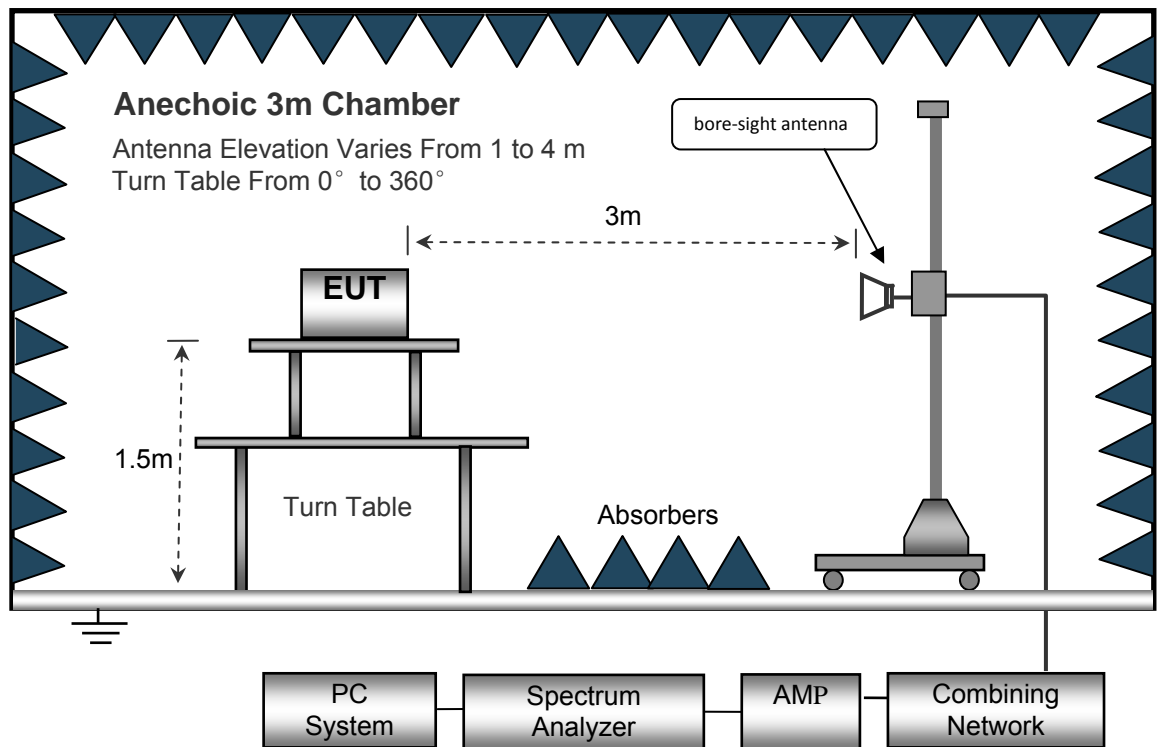 Anechoic 3m Chamber
Antenna Elevation Varies From 1 to 4 m
Turn Table From 0° to 360°
bore-sight antenna
3m
EUT
1.5m
Turn Table
Absorbers
PC
System
Spectrum
Analyzer
AMP
Combining
Network